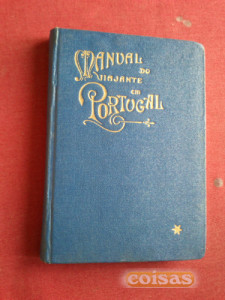 MANUAL
DO
VIAJANTE
EM
PORTUGAL
coisas